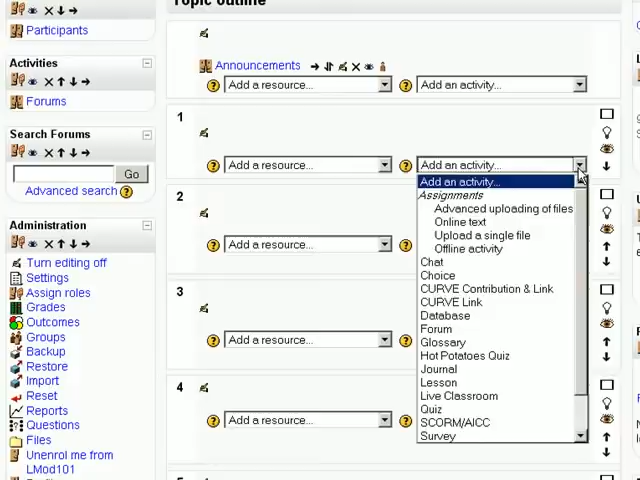 Topic outline
Participants
Activities
Forums
Search Forums
Go
Advanced search
Administration
Turn editing off
Settings
Assign roles
Grades
Outcomes
Groups
Backup
Restore
Import
Reset
Reports
Questions
Files
Unenrol me from
LMod101
Announcements
Add a resource... Add an activity...
1
Add a resource... Add an activity...
Add an activity...
Assignments
Advanced uploading of files
Online text
Upload a single file
Offline activity
Chat
Choice
CURVE Contribution & Link
CURVE Link
Database
Forum
Glossary
Hot Potatoes Quiz
Journal
Lesson
Live Classroom
Quiz
SCORM/AICC
Survey
2
Add a resource...
3
Add a resource...
4
Add a resource...